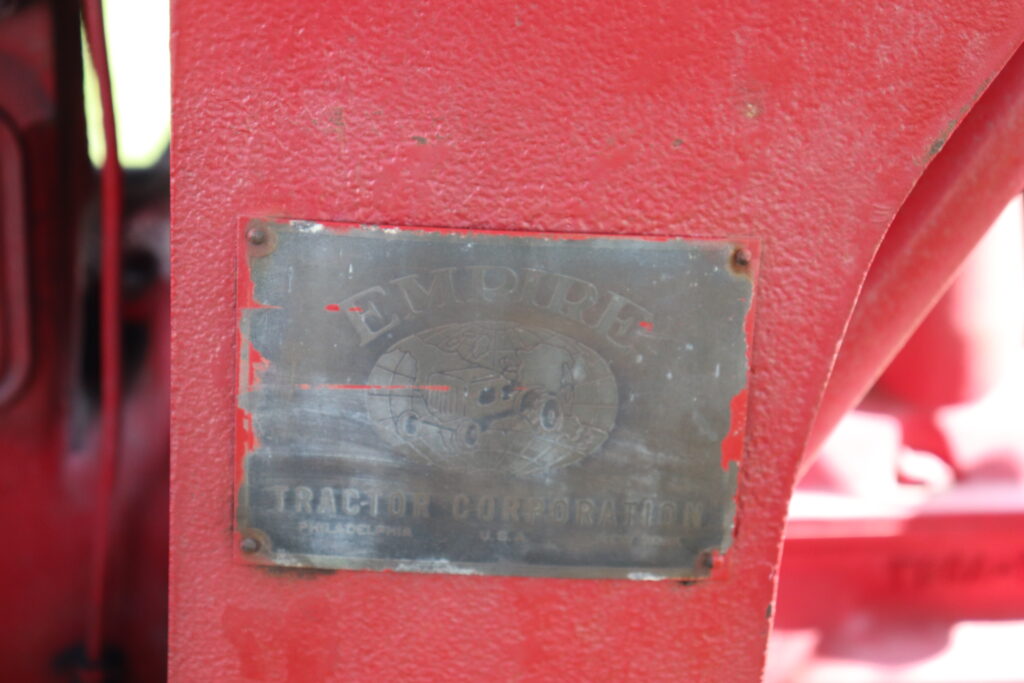 EMPIRE
TRACTOR CORPORATION
PHILADELPHIA U.S.A.